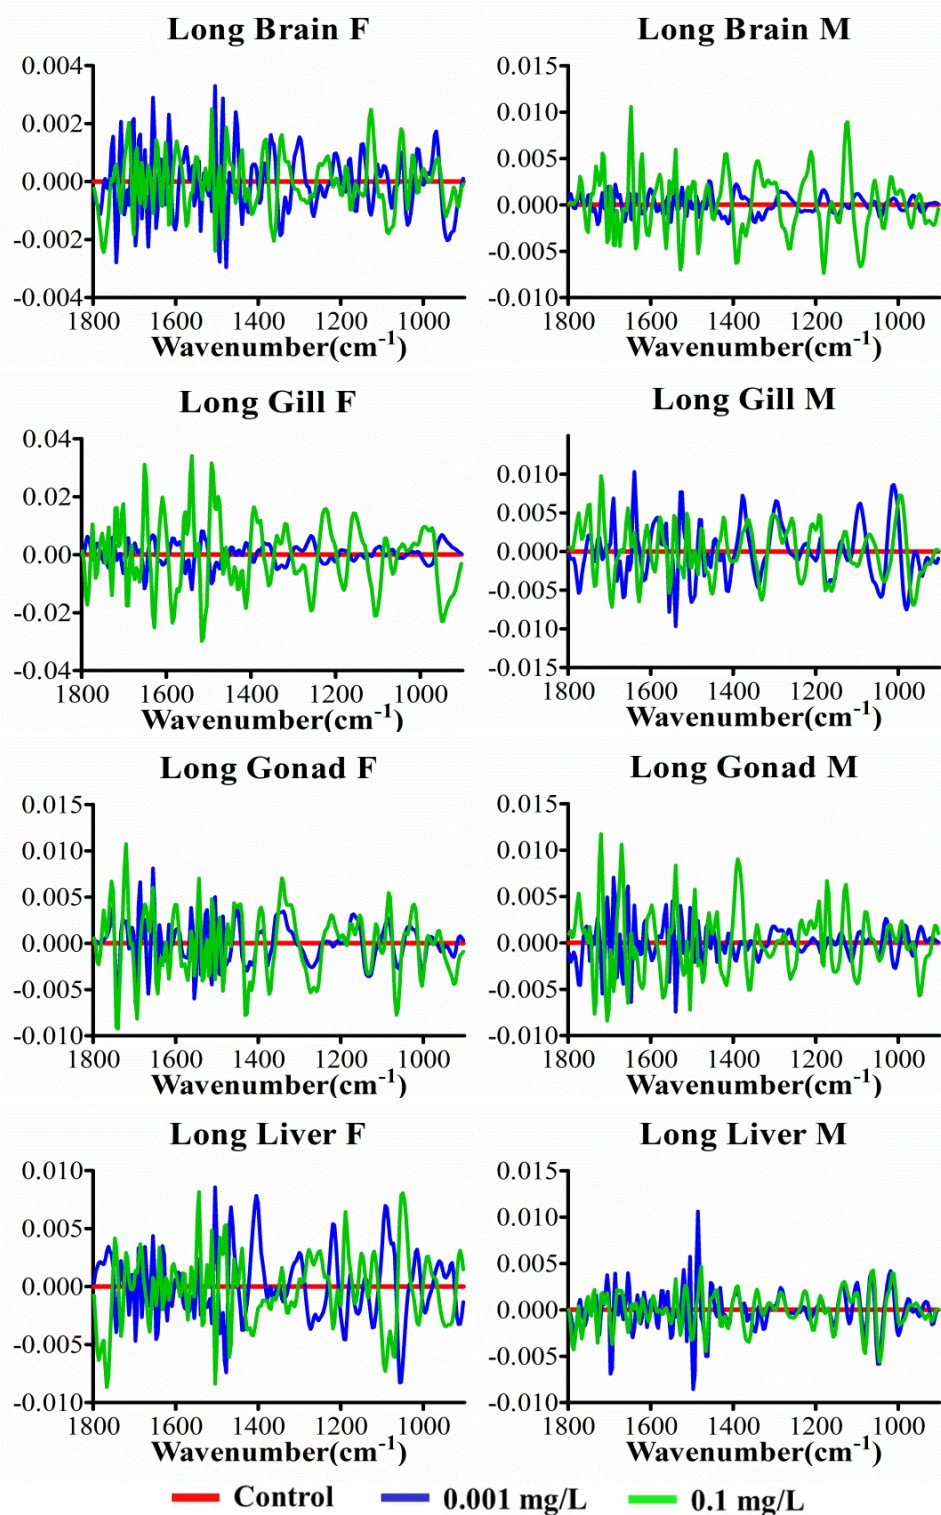 Long Brain F
0.004
0.002
0.000
-0.002
-0.004
1800 1600 1400 1200 1000
Wavenumber(cm-1)
Long Brain M
0.015
0.010
0.005
0.000
-0.005
-0.010
1800 1600 1400 1200 1000
Wavenumber(cm-1)
Long Gill F
0.04
0.02
0.00
-0.02
-0.04
1800 1600 1400 1200 1000
Wavenumber(cm-1)
Long Gill M
0.010
0.005
0.000
-0.005
-0.010
-0.015
1800 1600 1400 1200 1000
Wavenumber(cm-1)
Long Gonad F
0.015
0.010
0.005
0.000
-0.005
-0.010
1800 1600 1400 1200 1000
Wavenumber(cm-1)
Long Gonad M
0.015
0.010
0.005
0.000
-0.005
-0.010
1800 1600 1400 1200 1000
Wavenumber(cm-1)
Long Liver F
0.010
0.005
0.000
-0.005
-0.010
1800 1600 1400 1200 1000
Wavenumber(cm-1)
Long Liver M
0.015
0.010
0.005
0.000
-0.005
-0.010
1800 1600 1400 1200 1000
Wavenumber(cm-1)
Control 0.001 mg/L 0.1 mg/L